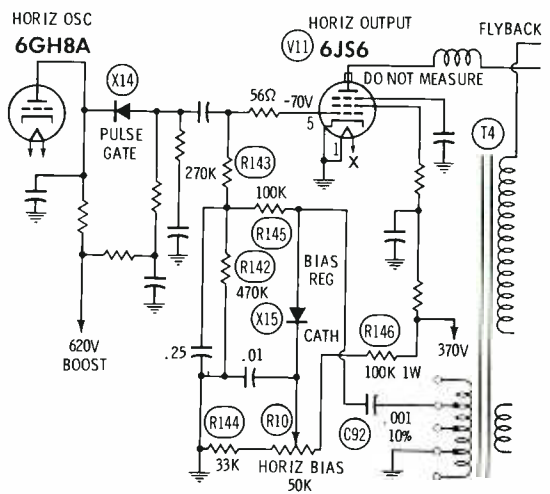 HORIZ OSC
6GH8A
X14
PULSE
GATE
270K
56Ω
-70V
HORIZ OUTPUT
V11 6JS6
DO NOT MEASURE
FLYBACK
5
1
X
T4
R143
100K
R145
R142
470K
BIAS
REG
X15
CATH
R146
100K 1W
370V
620V
BOOST
.25
.01
R144
33K
R10
HORIZ BIAS
50K
C92
.001
10%